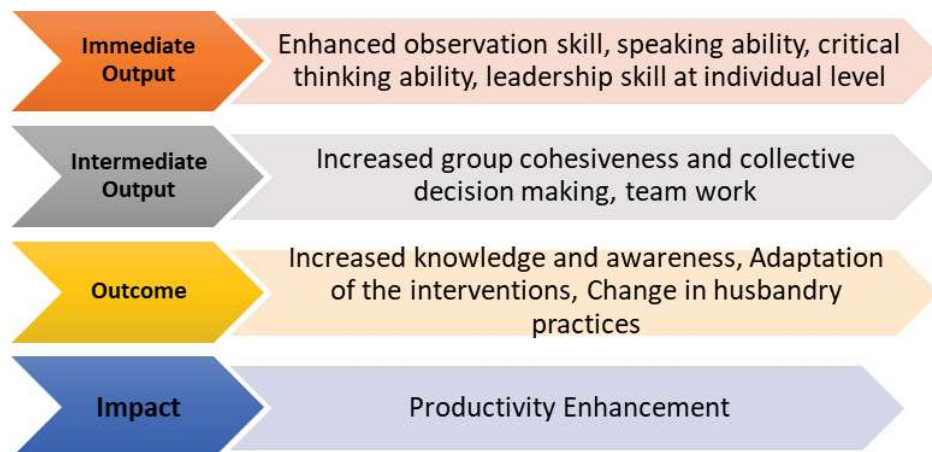 Immediate
Output
Enhanced observation skill, speaking ability, critical
thinking ability, leadership skill at individual level
Intermediate
Output
Increased group cohesiveness and collective
decision making, team work
Outcome
Increased knowledge and awareness, Adaptation
of the interventions, Change in husbandry
practices
Impact
Productivity Enhancement